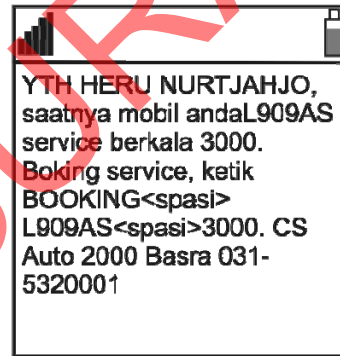 YTH HERU NURTJAHJO,
saatnya mobil andaL909AS
service berkala 3000.
Boking service, ketik
BOOKING<spasi>
L909AS<spasi>3000. CS
Auto 2000 Basra 031-
5320001